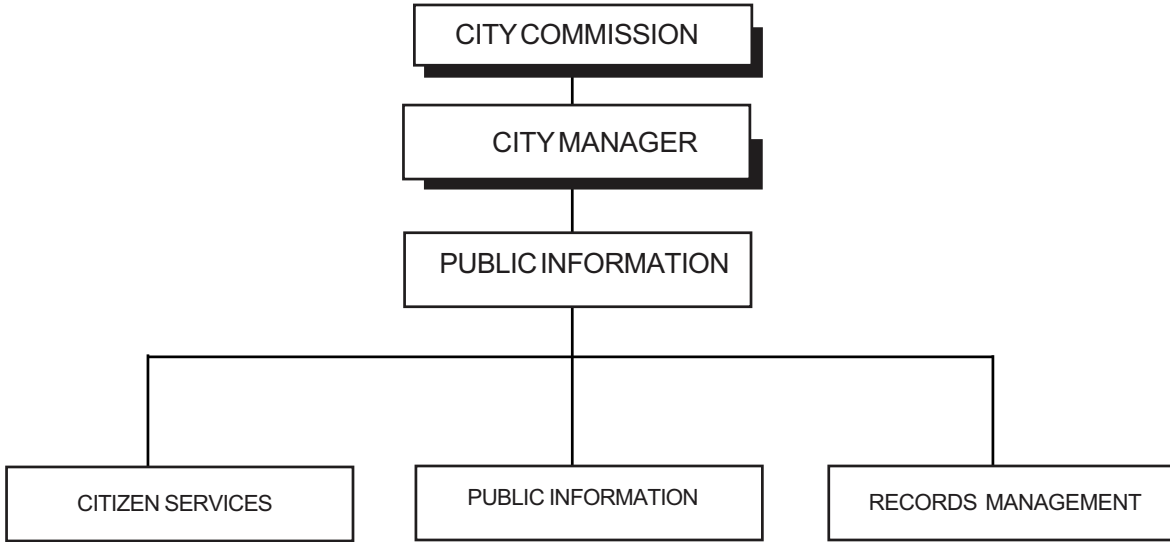 CITY COMMISSION
CITY MANAGER
PUBLIC INFORMATION
CITIZEN SERVICES
PUBLIC INFORMATION
RECORDS MANAGEMENT